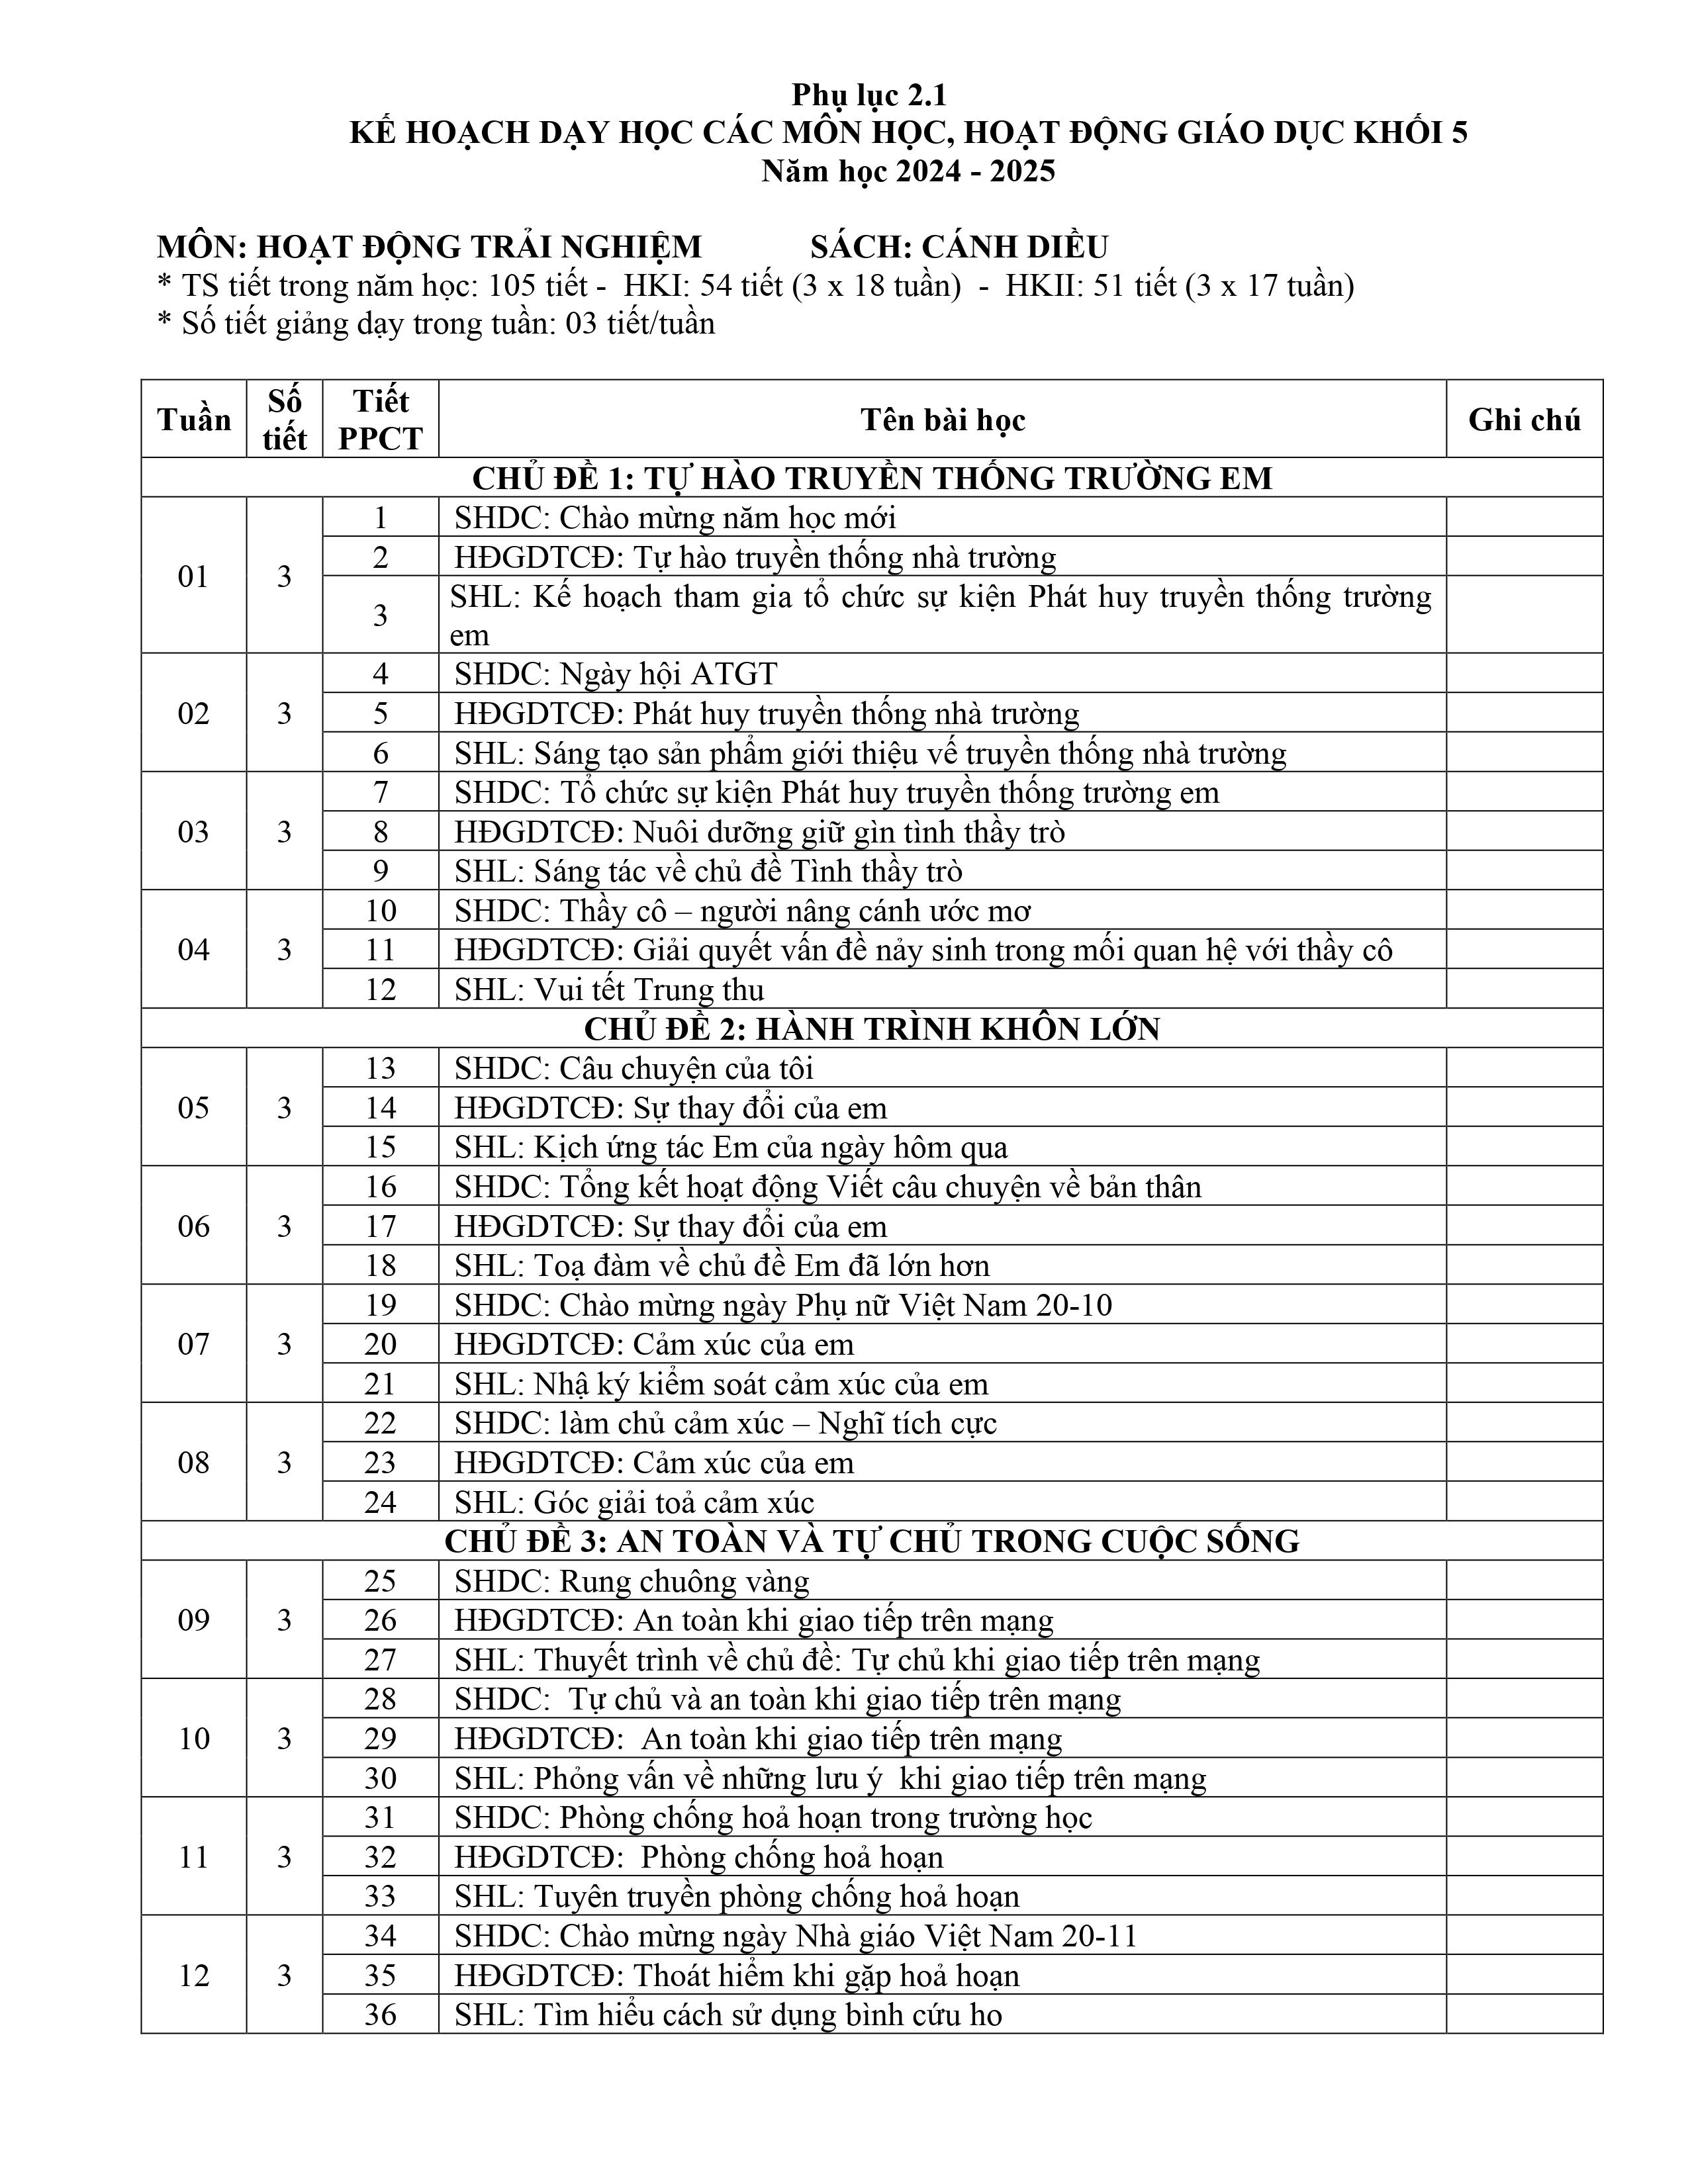 Phụ lục 2.1
KẾ HOẠCH DẠY HỌC CÁC MÔN HỌC, HOẠT ĐỘNG GIÁO DỤC KHỐI 5
Năm học 2024 - 2025
MÔN: HOẠT ĐỘNG TRẢI NGHIỆM SÁCH: CÁNH DIỀU
* TS tiết trong năm học: 105 tiết - HKI: 54 tiết (3 x 18 tuần) - HKII: 51 tiết (3 x 17 tuần)
* Số tiết giảng dạy trong tuần: 03 tiết/tuần
Tuần Số tiết Tiết PPCT Tên bài học Ghi chú
CHỦ ĐỀ 1: TỰ HÀO TRUYỀN THỐNG TRƯỜNG EM
01 3 1 SHDC: Chào mừng năm học mới
2 HĐGDTCĐ: Tự hào truyền thống nhà trường
3 SHL: Kế hoạch tham gia tổ chức sự kiện Phát huy truyền thống trường
em
02 3 4 SHDC: Ngày hội ATGT
5 HĐGDTCĐ: Phát huy truyền thống nhà trường
6 SHL: Sáng tạo sản phẩm giới thiệu vế truyền thống nhà trường
03 3 7 SHDC: Tổ chức sự kiện Phát huy truyền thống trường em
8 HĐGDTCĐ: Nuôi dưỡng giữ gìn tình thầy trò
9 SHL: Sáng tác về chủ đề Tình thầy trò
04 3 10 SHDC: Thầy cô – người nâng cánh ước mơ
11 HĐGDTCĐ: Giải quyết vấn đề nảy sinh trong mối quan hệ với thầy cô
12 SHL: Vui tết Trung thu
CHỦ ĐỀ 2: HÀNH TRÌNH KHÔN LỚN
05 3 13 SHDC: Câu chuyện của tôi
14 HĐGDTCĐ: Sự thay đổi của em
15 SHL: Kịch ứng tác Em của ngày hôm qua
06 3 16 SHDC: Tổng kết hoạt động Viết câu chuyện về bản thân
17 HĐGDTCĐ: Sự thay đổi của em
18 SHL: Toạ đàm về chủ đề Em đã lớn hơn
07 3 19 SHDC: Chào mừng ngày Phụ nữ Việt Nam 20-10
20 HĐGDTCĐ: Cảm xúc của em
21 SHL: Nhậ ký kiểm soát cảm xúc của em
08 3 22 SHDC: làm chủ cảm xúc – Nghĩ tích cực
23 HĐGDTCĐ: Cảm xúc của em
24 SHL: Góc giải toả cảm xúc
CHỦ ĐỀ 3: AN TOÀN VÀ TỰ CHỦ TRONG CUỘC SỐNG
09 3 25 SHDC: Rung chuông vàng
26 HĐGDTCĐ: An toàn khi giao tiếp trên mạng
27 SHL: Thuyết trình về chủ đề: Tự chủ khi giao tiếp trên mạng
10 3 28 SHDC: Tự chủ và an toàn khi giao tiếp trên mạng
29 HĐGDTCĐ: An toàn khi giao tiếp trên mạng
30 SHL: Phỏng vấn về những lưu ý khi giao tiếp trên mạng
11 3 31 SHDC: Phòng chống hoả hoạn trong trường học
32 HĐGDTCĐ: Phòng chống hoả hoạn
33 SHL: Tuyên truyền phòng chống hoả hoạn
12 3 34 SHDC: Chào mừng ngày Nhà giáo Việt Nam 20-11
35 HĐGDTCĐ: Thoát hiểm khi gặp hoả hoạn
36 SHL: Tìm hiểu cách sử dụng bình cứu ho